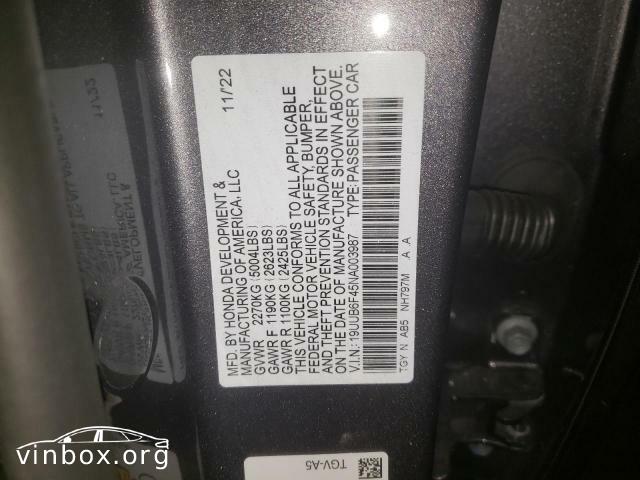 MFD. BY HONDA DEVELOPMENT & 11/'22
MANUFACTURING OF AMERICA, LLC
GVWR 2270KG (5004LBS)
GAWR F 1190KG (2623LBS)
GAWR R 1100KG (2425LBS)
THIS VEHICLE CONFORMS TO ALL APPLICABLE
FEDERAL MOTOR VEHICLE SAFETY, BUMPER,
AND THEFT PREVENTION STANDARDS IN EFFECT
ON THE DATE OF MANUFACTURE SHOWN ABOVE.
V.I.N.: 19UUB6F45NA003987 TYPE: PASSENGER CAR
TGY N A85 NH797M A A
TGV-A5
vinbox.org